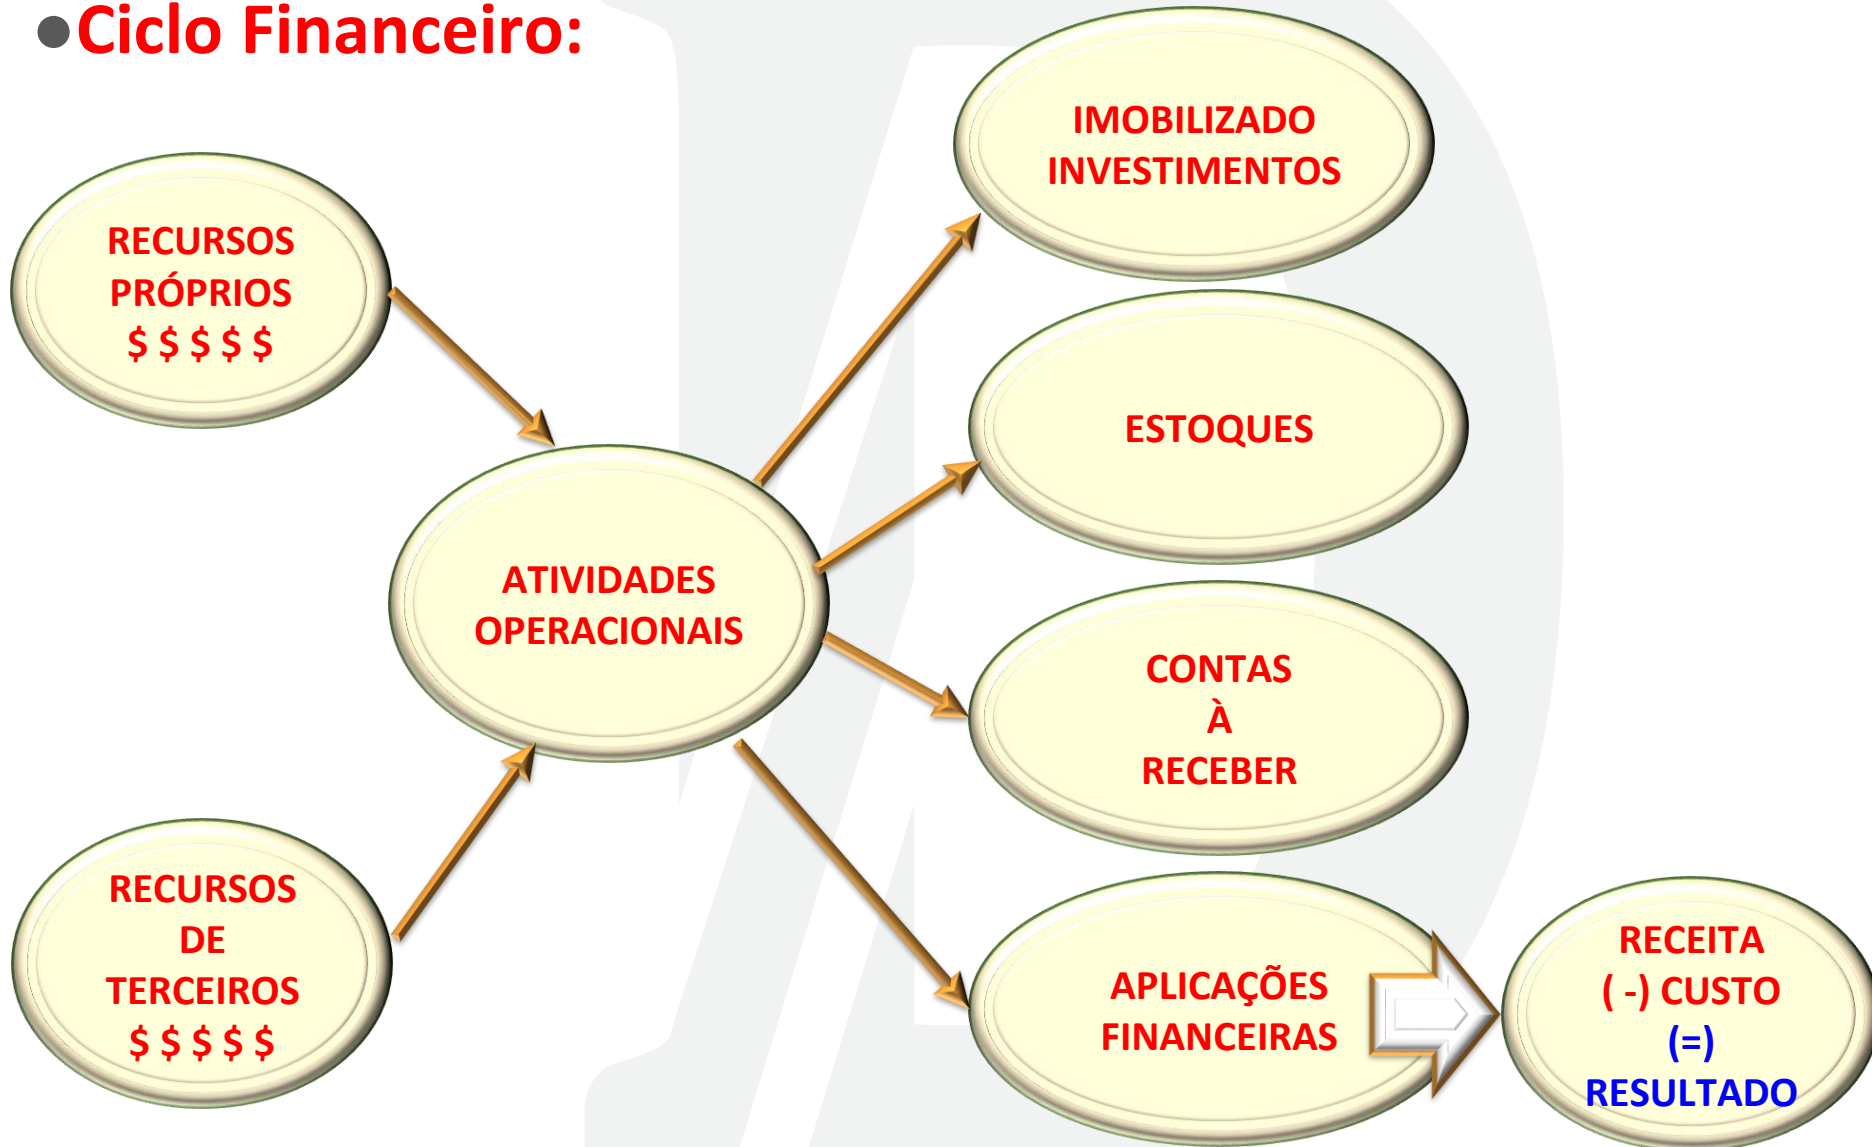 ●Ciclo Financeiro:
RECURSOS
PRÓPRIOS
$ $ $ $ $
RECURSOS
DE
TERCEIROS
$ $ $ $ $
ATIVIDADES
OPERACIONAIS
IMOBILIZADO
INVESTIMENTOS
ESTOQUES
CONTAS
À
RECEBER
APLICAÇÕES
FINANCEIRAS
RECEITA
( -) CUSTO
(=)
RESULTADO